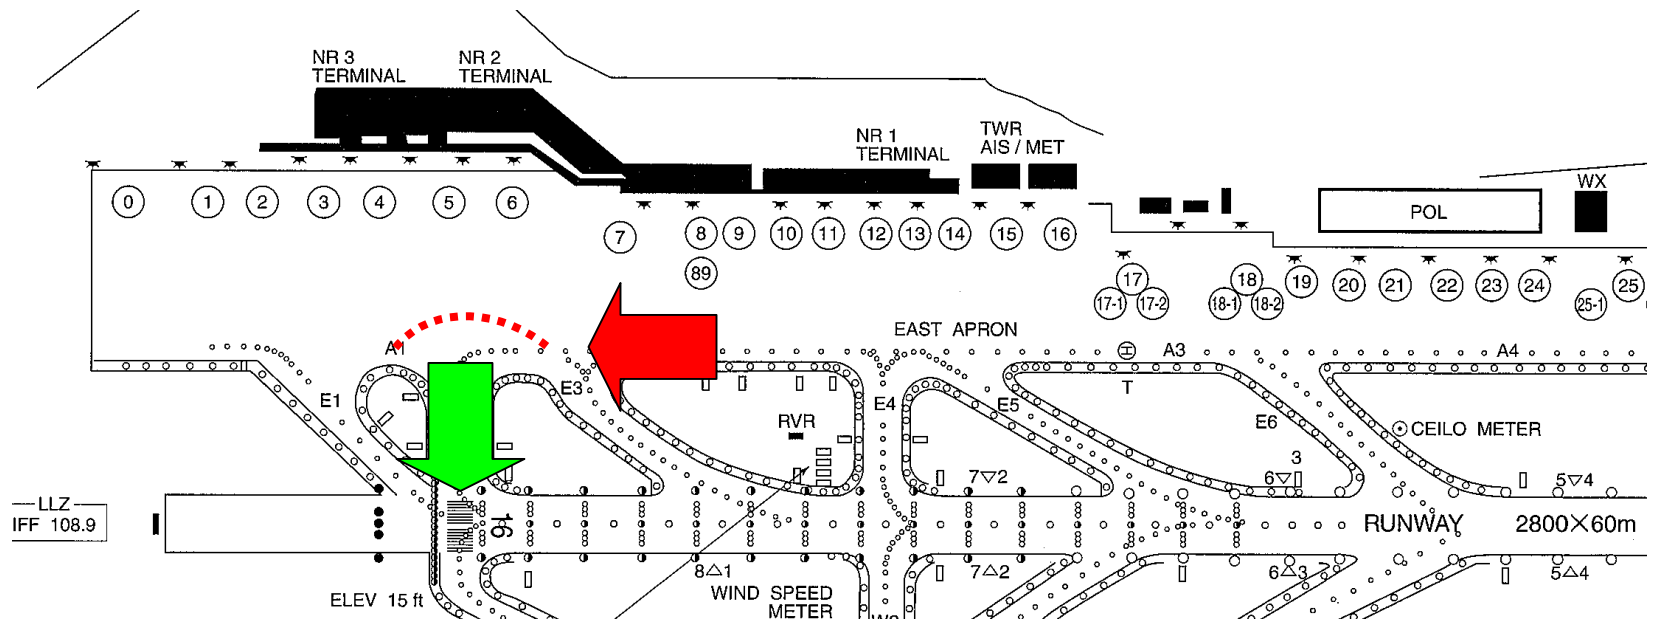 NR 3
TERMINAL
NR 2
TERMINAL
NR 1
TERMINAL
TWR
AIS / MET
WX
POL
0
1
2
3
4
5
6
7
8
9
10
11
12
13
14
15
16
89
17
17-1
17-2
18
18-1
18-2
19
20
21
22
23
24
25
25-1
EAST APRON
A1
A3
A4
H
T
E1
E3
E4
E5
E6
RVR
CEILO METER
3
7▽2
6▽
5▽4
LLZ
IFF 108.9
16
RUNWAY 2800×60m
8△1
7△2
6△3
5△4
ELEV 15 ft
WIND SPEED
METER